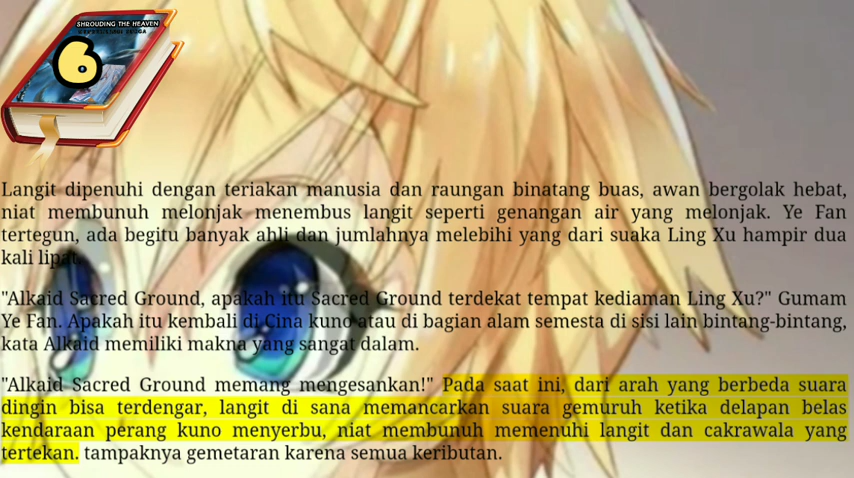 SHROUDING THE HEAVEN
6
Langit dipenuhi dengan teriakan manusia dan raungan binatang buas, awan bergolak hebat,
niat membunuh melonjak menembus langit seperti genangan air yang melonjak. Ye Fan
tertegun, ada begitu banyak ahli dan jumlahnya melebihi yang dari suaka Ling Xu hampir dua
kali lipat.
"Alkaid Sacred Ground, apakah itu Sacred Ground terdekat tempat kediaman Ling Xu?" Gumam
Ye Fan. Apakah itu kembali di Cina kuno atau di bagian alam semesta di sisi lain bintang-bintang,
kata Alkaid memiliki makna yang sangat dalam.
"Alkaid Sacred Ground memang mengesankan!" Pada saat ini, dari arah yang berbeda suara
dingin bisa terdengar, langit di sana memancarkan suara gemuruh ketika delapan belas
kendaraan perang kuno menyerbu, niat membunuh memenuhi langit dan cakrawala yang
tertekan. tampaknya gemetaran karena semua keributan.